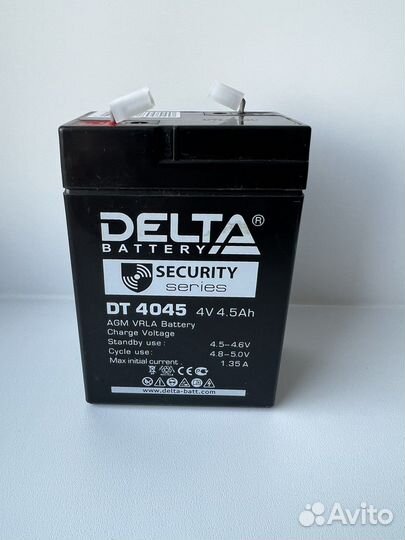 DELTA®
BATTERY
SECURITY
series
DT 4045 4V 4.5Ah
AGM VRLA Battery
Charge Voltage
Standby use : 4.5-4.6V
Cycle use : 4.8-5.0V
Max initial current : 1.35 A
www.delta-batt.com
Avito